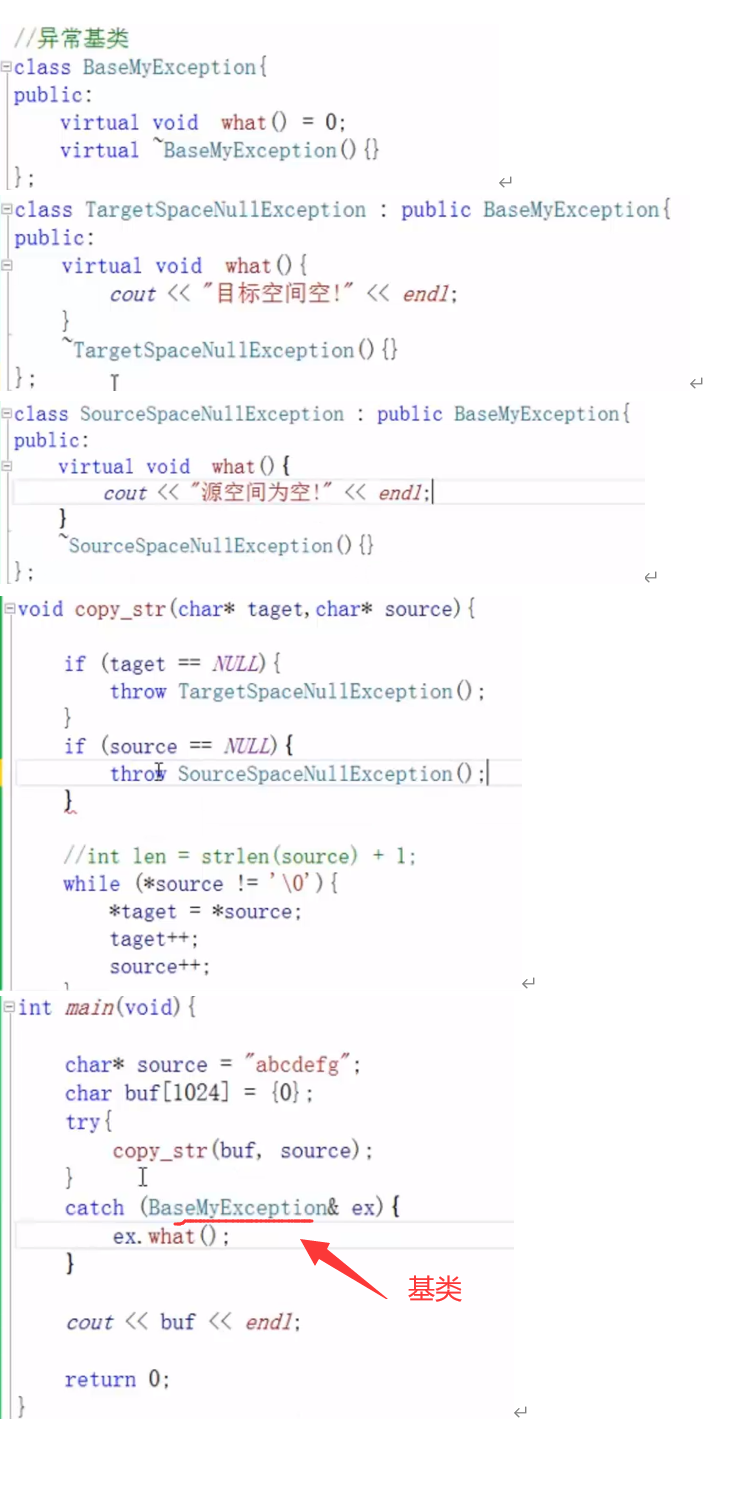 //异常基类
class BaseMyException{
public:
    virtual void  what() = 0;
    virtual ~BaseMyException(){}
};
class TargetSpaceNullException : public BaseMyException{
public:
    virtual void  what(){
        cout << "目标空间空!" << endl;
    }
    ~TargetSpaceNullException(){}
};
class SourceSpaceNullException : public BaseMyException{
public:
    virtual void  what(){
        cout << "源空间为空!" << endl;
    }
    ~SourceSpaceNullException(){}
};
void copy_str(char* taget,char* source){
    if (taget == NULL){
        throw TargetSpaceNullException();
    }
    if (source == NULL){
        throw SourceSpaceNullException();
    }
    //int len = strlen(source) + 1;
    while (*source != '\0'){
        *taget = *source;
        taget++;
        source++;
int main(void){
    char* source = "abcdefg";
    char buf[1024] = {0};
    try{
        copy_str(buf, source);
    }
    catch (BaseMyException& ex){
        ex.what();
    }
基类
    cout << buf << endl;
    return 0;
}